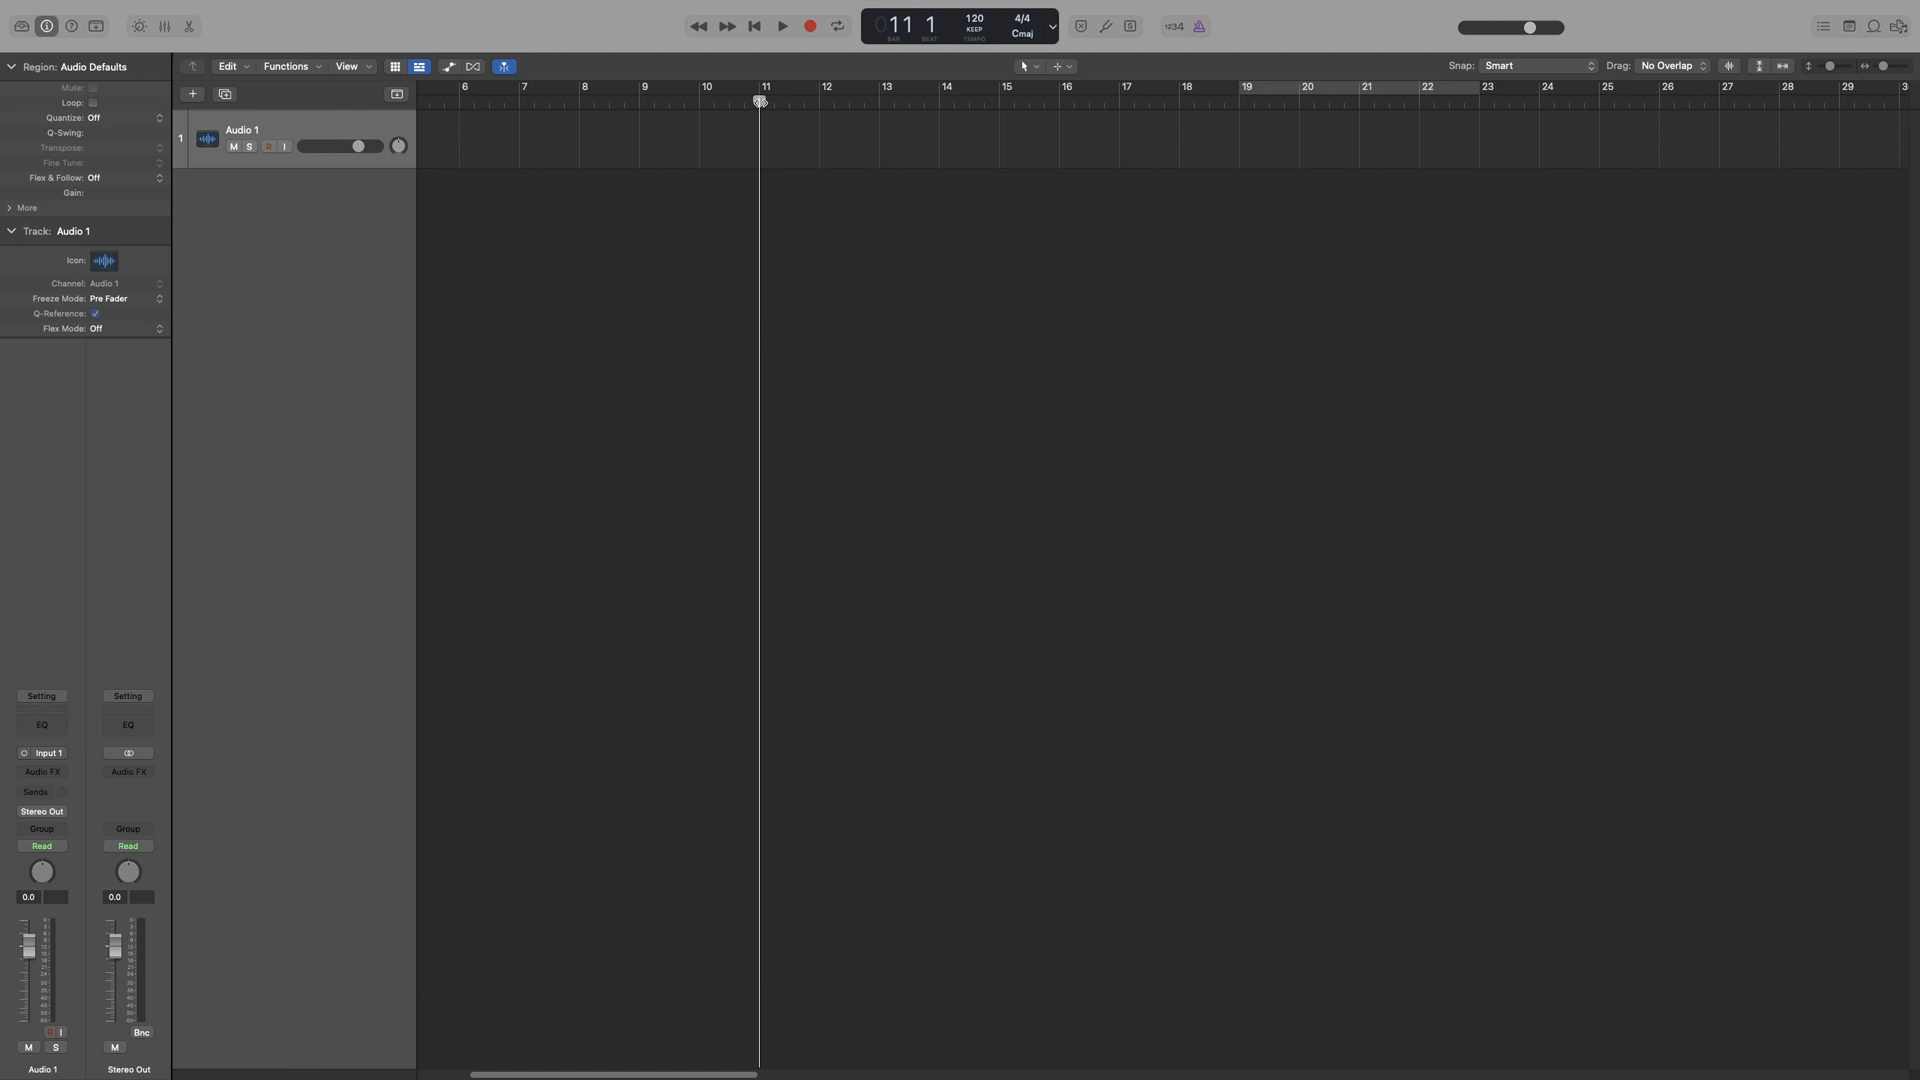 011 1
BAR BEAT
120
KEEP
TEMPO
4/4
Cmaj
1234
Region: Audio Defaults
Mute:
Loop:
Quantize: Off
Q-Swing:
Transpose:
Fine Tune:
Flex & Follow: Off
Gain:
More
Track: Audio 1
Icon:
Channel: Audio 1
Freeze Mode: Pre Fader
Q-Reference:
Flex Mode: Off
Edit Functions View
Snap: Smart Drag: No Overlap
6 7 8 9 10 11 12 13 14 15 16 17 18 19 20 21 22 23 24 25 26 27 28 29 3
1 Audio 1
M S R I
Setting Setting
EQ EQ
Input 1
Audio FX Audio FX
Sends
Stereo Out
Group Group
Read Read
0.0 0.0
R I Bnc
M S M
Audio 1 Stereo Out